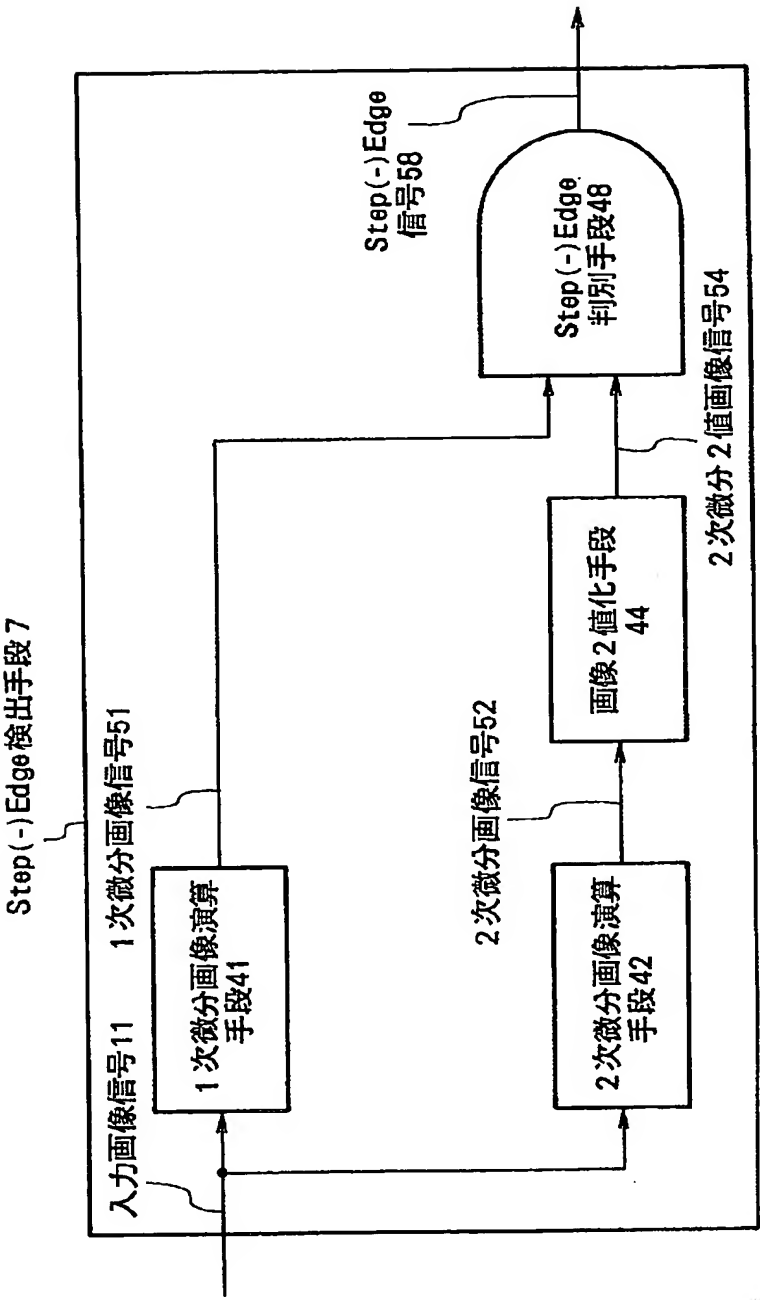 Step(-)Edge検出手段7
入力画像信号11
1次微分画像演算
手段41
1次微分画像信号51
2次微分画像演算
手段42
2次微分画像信号52
画像2値化手段
44
2次微分2値画像信号54
Step(-)Edge
判別手段48
Step(-)Edge
信号58